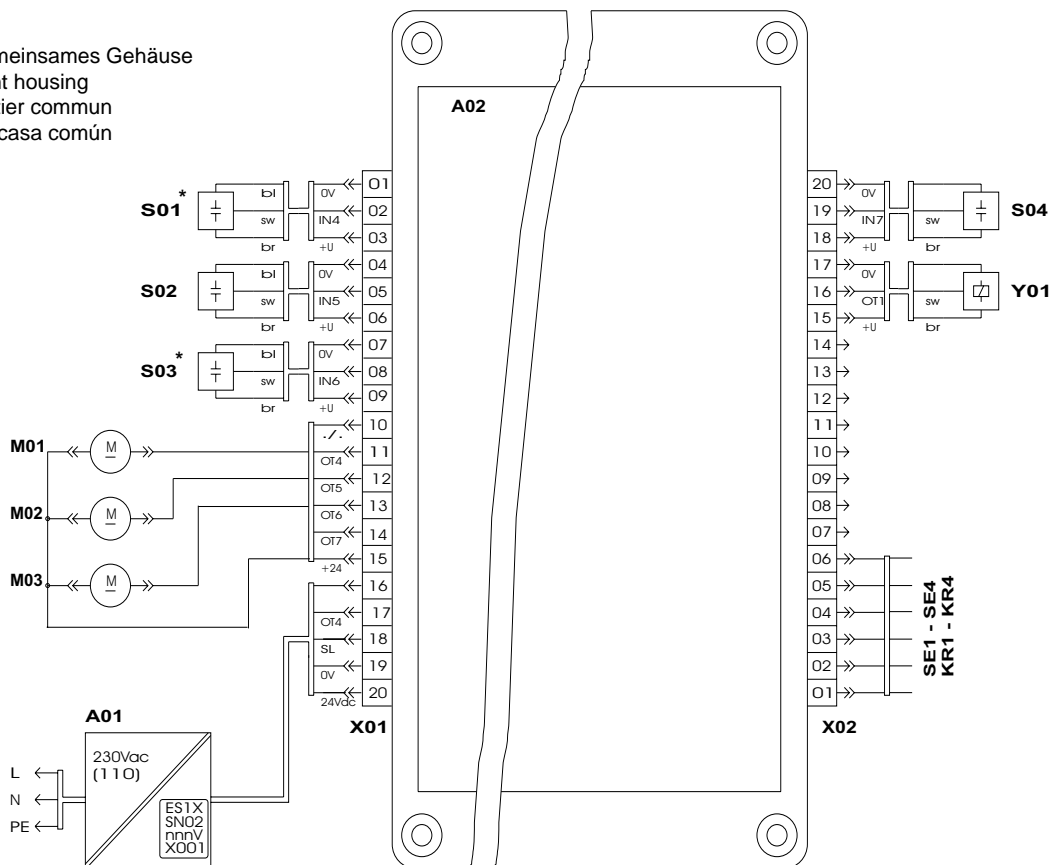 meinsames Gehäuse
nt housing
tier commun
casa común
A02
S01*
bl
sw
br
0V
IN4
+U
S02
bl
sw
br
0V
IN5
+U
S03*
bl
sw
br
0V
IN6
+U
01
02
03
04
05
06
07
08
09
10
11
12
13
14
15
16
17
18
19
20
M01
M
M02
M
M03
M
./.
OT4
OT5
OT6
OT7
+24
OT4
SL
0V
24Vdc
X01
20
19
18
17
16
15
14
13
12
11
10
09
08
07
06
05
04
03
02
01
0V
IN7
+U
sw
br
S04
0V
OT1
+U
sw
br
Y01
SE1 - SE4
KR1 - KR4
X02
A01
230Vac
(110)
ES1X
SN02
nnnV
X001
L
N
PE